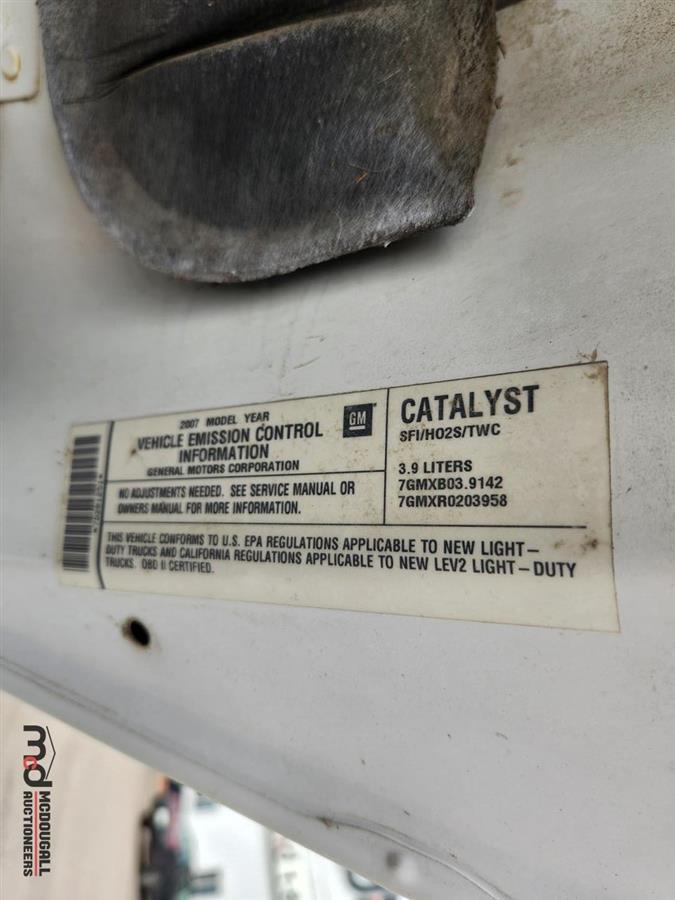 2007 MODEL YEAR
VEHICLE EMISSION CONTROL
INFORMATION
GENERAL MOTORS CORPORATION
GM
NO ADJUSTMENTS NEEDED. SEE SERVICE MANUAL OR
OWNERS MANUAL FOR MORE INFORMATION.
CATALYST
SFI/HO2S/TWC
3.9 LITERS
7GMXB03.9142
7GMXR0203958
THIS VEHICLE CONFORMS TO U.S. EPA REGULATIONS APPLICABLE TO NEW LIGHT-
DUTY TRUCKS AND CALIFORNIA REGULATIONS APPLICABLE TO NEW LEV2 LIGHT-DUTY
TRUCKS. OBD II CERTIFIED.
md
MCDOUGALL
AUCTIONEERS